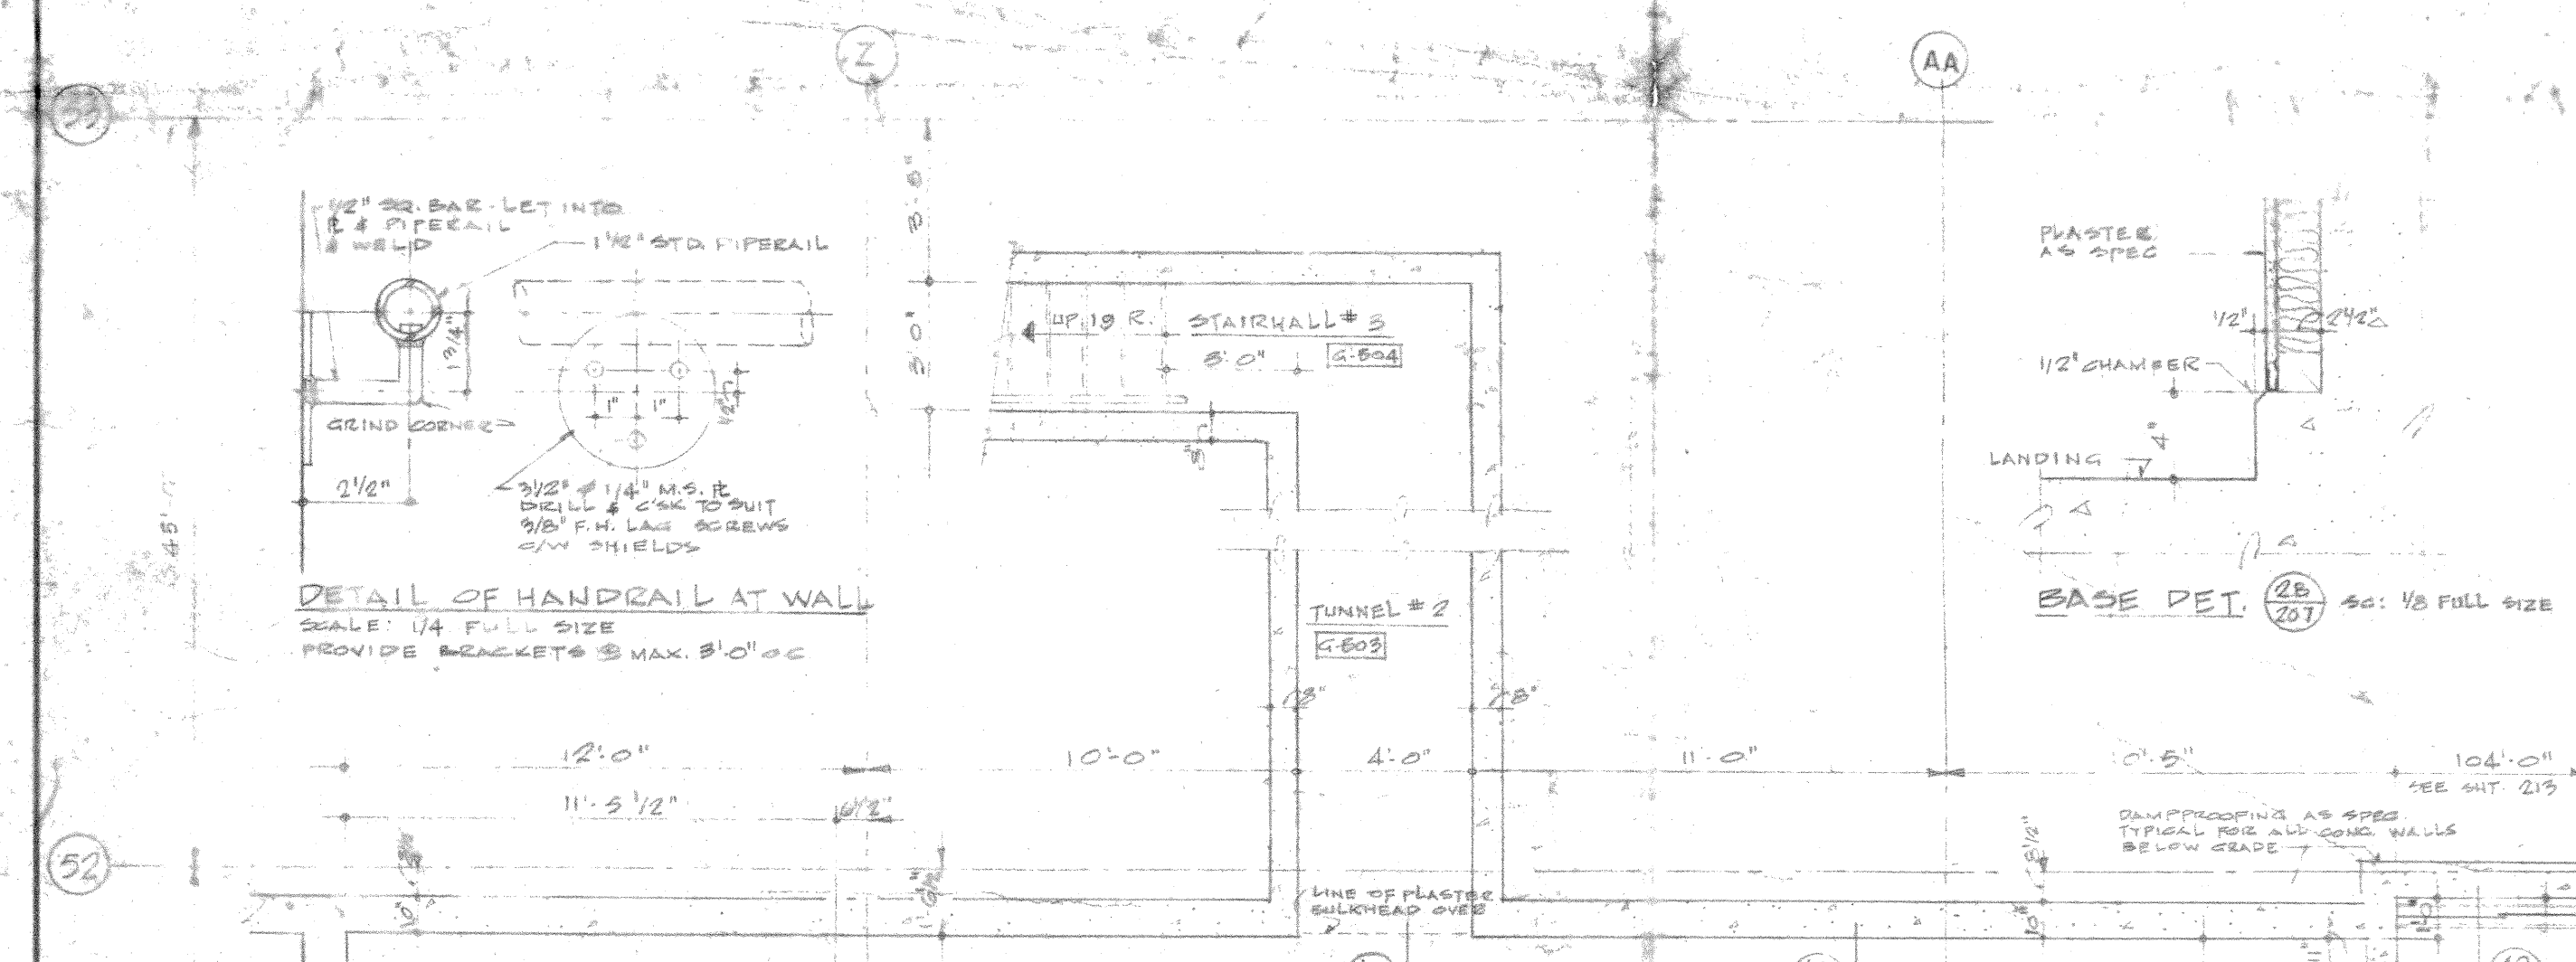 Z
AA
1/2" SQ. BAR - LET INTO
℄ & PIPERAIL
& WELD
1 1/2" STD. PIPERAIL
1 3/4"
GRIND CORNER
2 1/2"
1"
1"
1/2"
3 1/2" ∅ 1/4" M.S. ℄
DRILL & C'SK TO SUIT
3/8" F.H. LAG SCREWS
C/W SHIELDS
DETAIL OF HANDRAIL AT WALL
SCALE: 1/4 FULL SIZE
PROVIDE BRACKETS @ MAX. 3'-0" O C
UP 19 R.
STAIRHALL # 3
3'-0"
G-504
TUNNEL # 2
G-503
8"
8"
PLASTER
AS SPEC
1/2"
1/2" CHAMFER
4"
LANDING
BASE DET.
28
207
SC: 1/8 FULL SIZE
12'-0"
10'-0"
4'-0"
11'-0"
104'-0"
SEE SHT. 213
11'-5 1/2"
6 1/2"
52
DAMPPROOFING AS SPEC.
TYPICAL FOR ALL CONC. WALLS
BELOW GRADE
8 1/2"
10"
10"
LINE OF PLASTER
BULKHEAD OVER